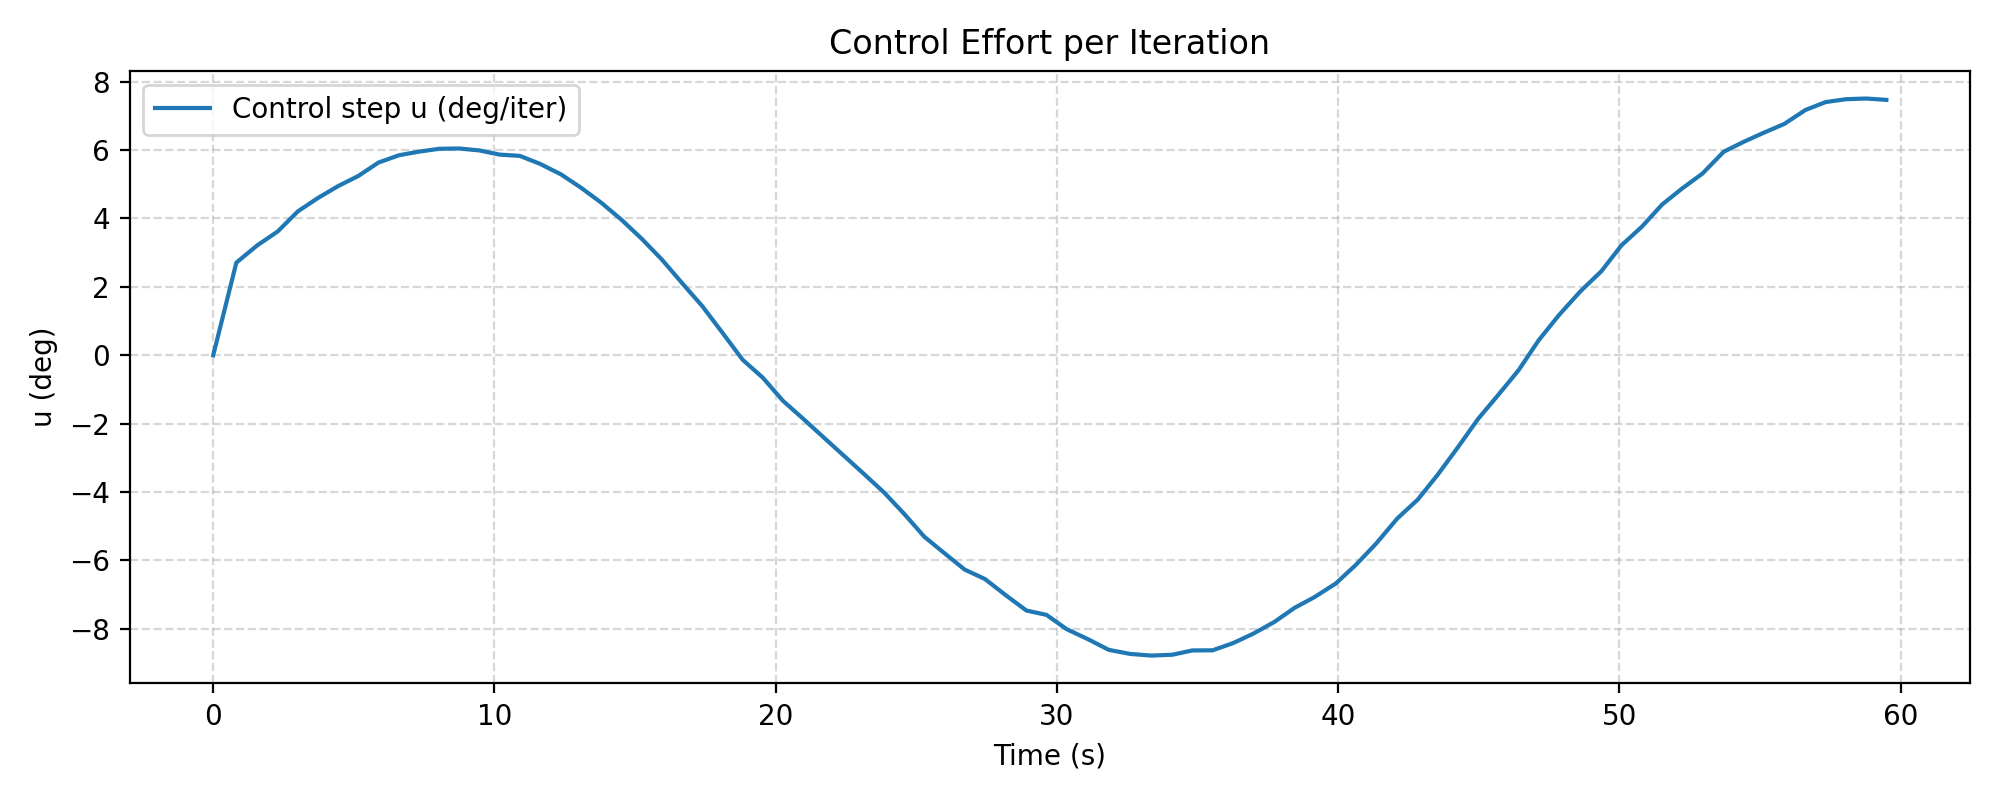 Control Effort per Iteration
Control step u (deg/iter)
u (deg)
8
6
4
2
0
−2
−4
−6
−8
0 10 20 30 40 50 60
Time (s)